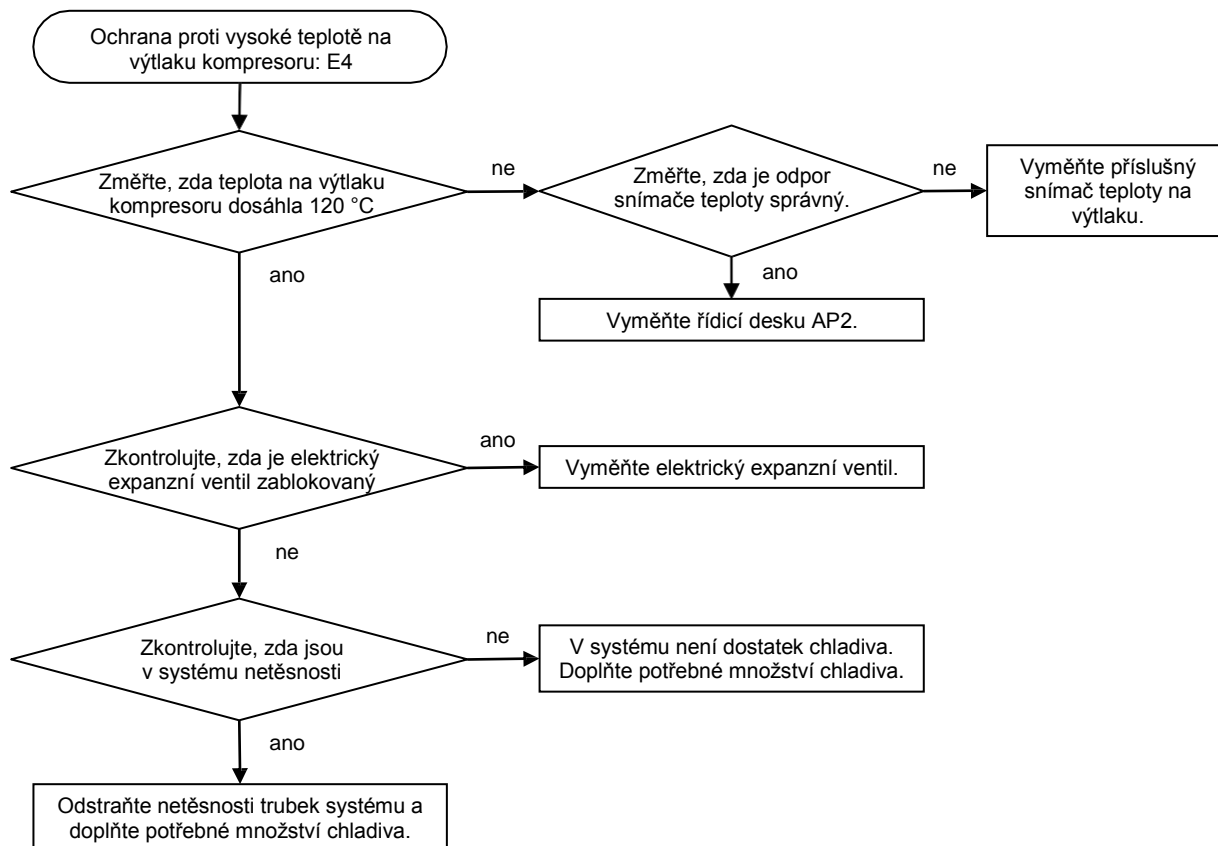 Ochrana proti vysoké teplotě na
výtlaku kompresoru: E4
Změřte, zda teplota na výtlaku
kompresoru dosáhla 120 °C
ne
Změřte, zda je odpor
snímače teploty správný.
ne
Vyměňte příslušný
snímač teploty na
výtlaku.
ano
ano
Vyměňte řídicí desku AP2.
Zkontrolujte, zda je elektrický
expanzní ventil zablokovaný
ano
Vyměňte elektrický expanzní ventil.
ne
Zkontrolujte, zda jsou
v systému netěsnosti
ne
V systému není dostatek chladiva.
Doplňte potřebné množství chladiva.
ano
Odstraňte netěsnosti trubek systému a
doplňte potřebné množství chladiva.